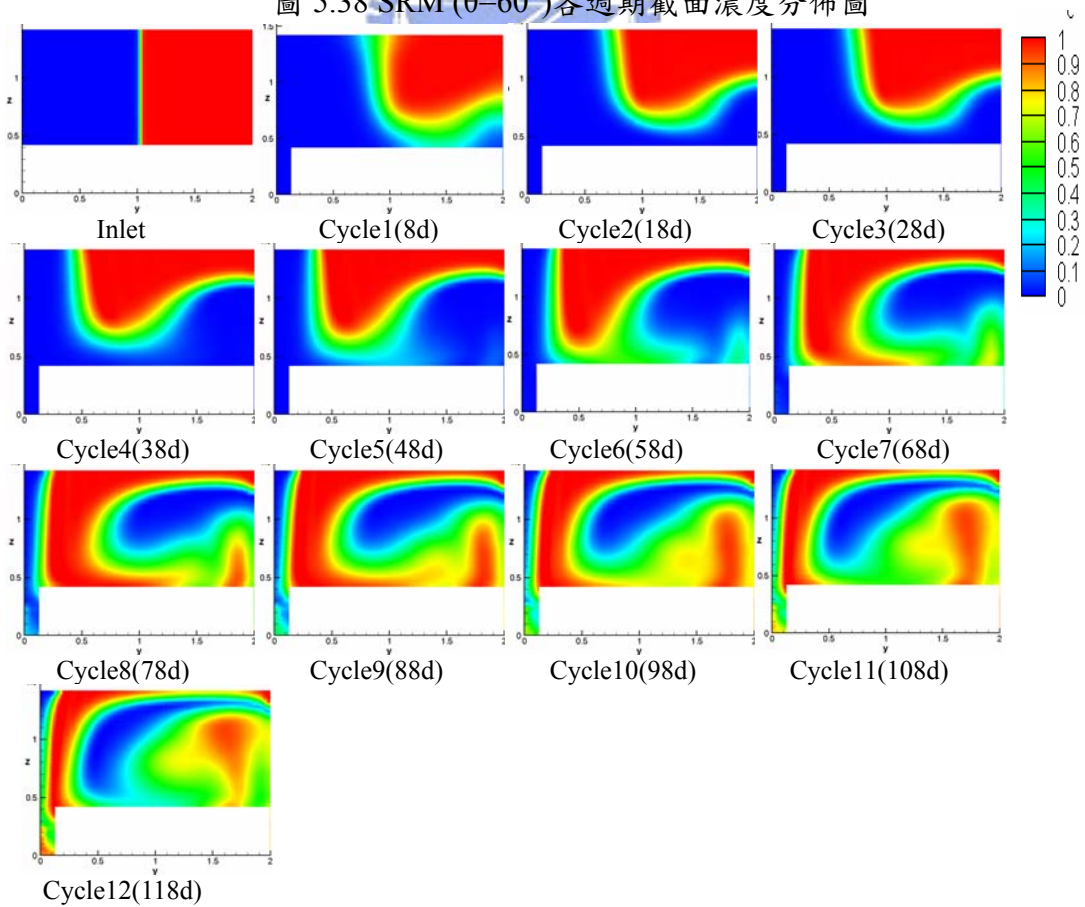 圖 5.38 SRM (θ=60°)各週期截面濃度分佈圖
Inlet
Cycle1(8d)
Cycle2(18d)
Cycle3(28d)
1
0.9
0.8
0.7
0.6
0.5
0.4
0.3
0.2
0.1
0
Cycle4(38d)
Cycle5(48d)
Cycle6(58d)
Cycle7(68d)
Cycle8(78d)
Cycle9(88d)
Cycle10(98d)
Cycle11(108d)
Cycle12(118d)